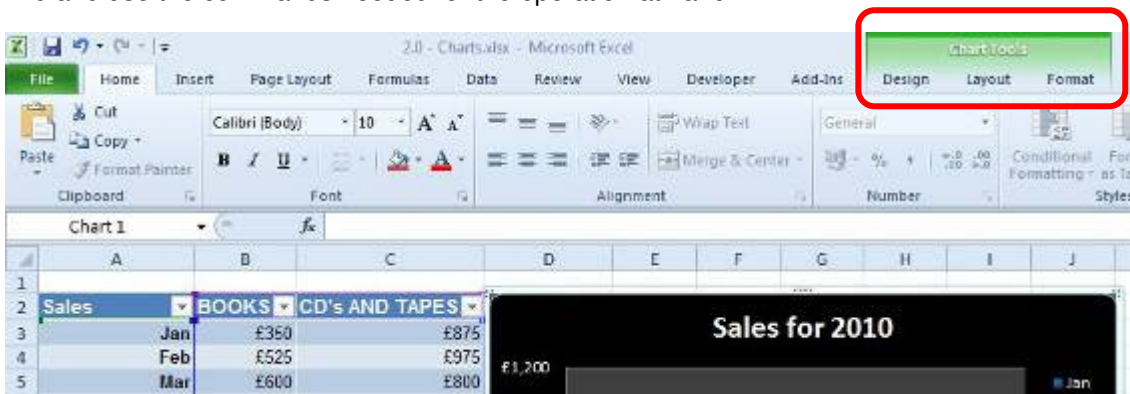 2.0 - Charts.xlsx - Microsoft Excel
Chart Tools
File Home Insert Page Layout Formulas Data Review View Developer Add-Ins Design Layout Format
Cut
Copy
Paste
Format Painter
Calibri (Body) 10 A A
B I U A
Wrap Text
Merge & Center
General
% ,
Conditional
Formatting
Clipboard Font Alignment Number Styles
Chart 1 fx
A B C D E F G H I J
1
2 Sales BOOKS CD's AND TAPES
3 Jan £350 £875
4 Feb £525 £975
5 Mar £600 £800
Sales for 2010
£1,200
Jan